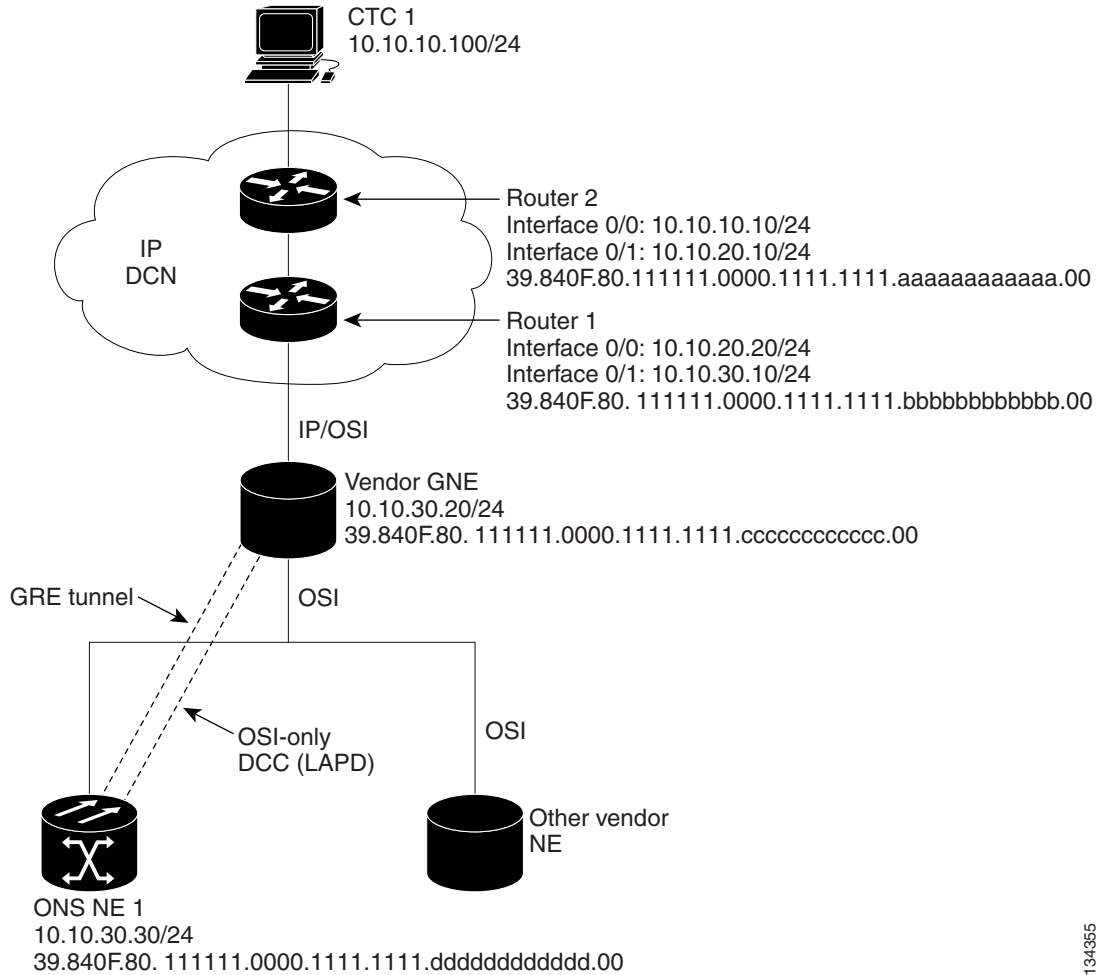 CTC 1
10.10.10.100/24
Router 2
Interface 0/0: 10.10.10.10/24
Interface 0/1: 10.10.20.10/24
39.840F.80.111111.0000.1111.1111.aaaaaaaaaaaa.00
IP
DCN
Router 1
Interface 0/0: 10.10.20.20/24
Interface 0/1: 10.10.30.10/24
39.840F.80. 111111.0000.1111.1111.bbbbbbbbbbbb.00
IP/OSI
Vendor GNE
10.10.30.20/24
39.840F.80. 111111.0000.1111.1111.cccccccccccc.00
GRE tunnel
OSI
OSI-only
DCC (LAPD)
OSI
Other vendor
NE
ONS NE 1
10.10.30.30/24
39.840F.80. 111111.0000.1111.1111.dddddddddddd.00
134355